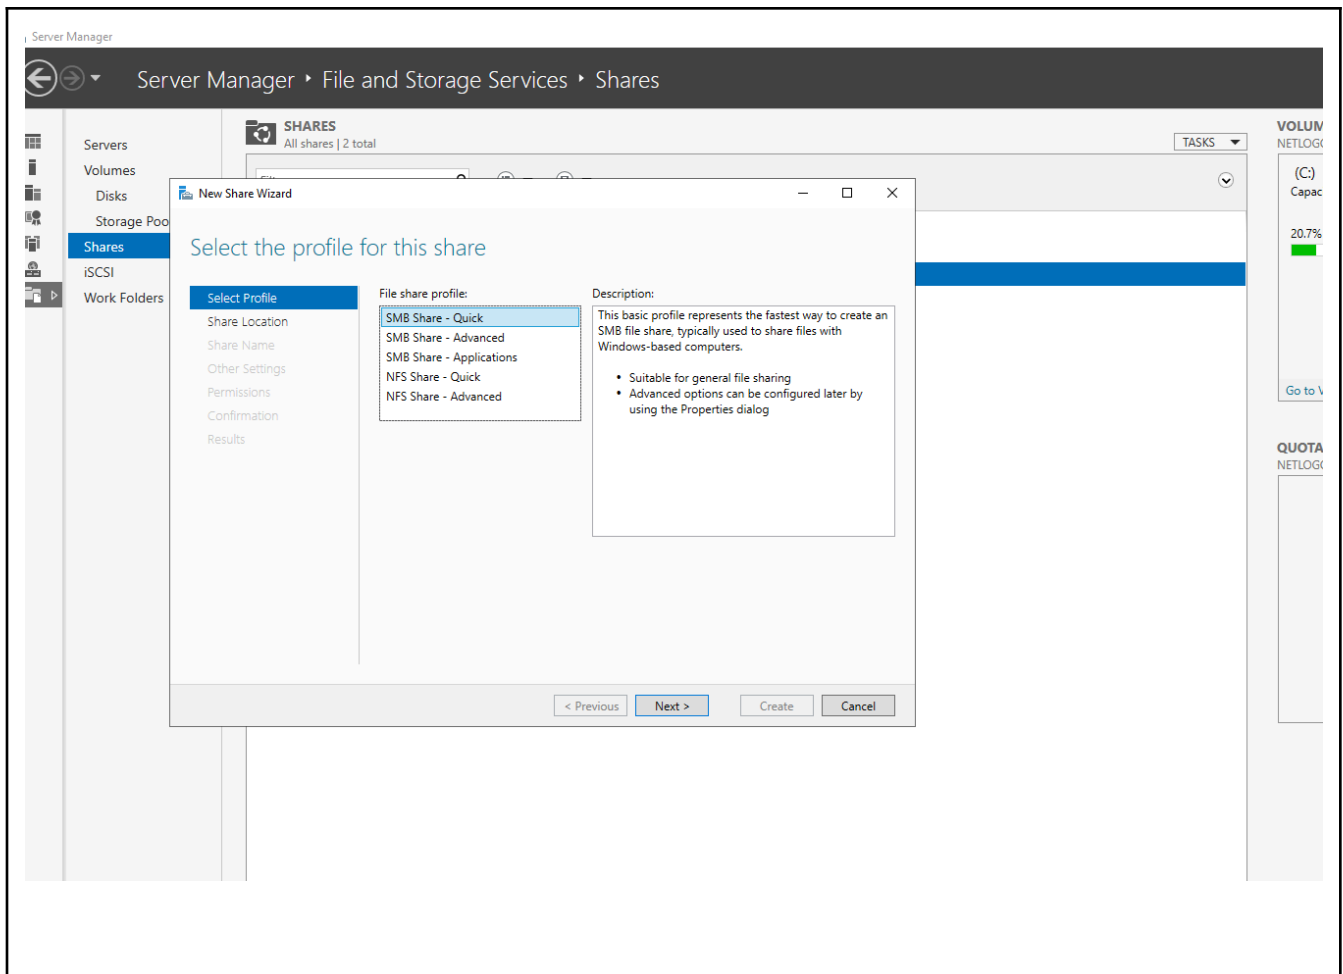 Server Manager
Server Manager ‣ File and Storage Services ‣ Shares
Servers
Volumes
Disks
Storage Poo
Shares
iSCSI
Work Folders
SHARES
All shares | 2 total
TASKS
New Share Wizard
Select the profile for this share
Select Profile
Share Location
Share Name
Other Settings
Permissions
Confirmation
Results
File share profile:
SMB Share - Quick
SMB Share - Advanced
SMB Share - Applications
NFS Share - Quick
NFS Share - Advanced
Description:
This basic profile represents the fastest way to create an
SMB file share, typically used to share files with
Windows-based computers.
• Suitable for general file sharing
• Advanced options can be configured later by
using the Properties dialog
< Previous
Next >
Create
Cancel
VOLUM
NETLOG
(C:)
Capac
20.7%
Go to V
QUOTA
NETLOG